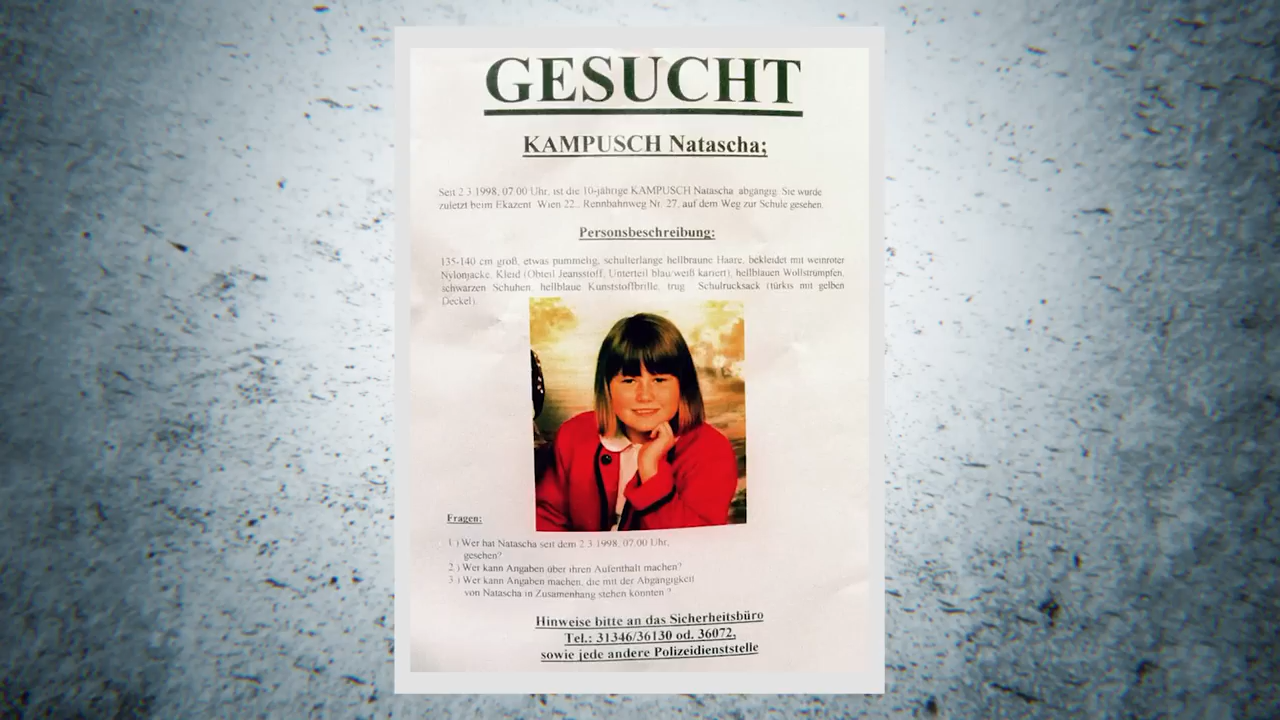 GESUCHT
KAMPUSCH Natascha;
Seit 2.3.1998, 07.00 Uhr, ist die 10-jährige KAMPUSCH Natascha abgängig. Sie wurde
zuletzt beim Ekazent Wien 22., Rennbahnweg Nr. 27, auf dem Weg zur Schule gesehen.
Personsbeschreibung:
135-140 cm groß, etwas pummelig, schulterlange hellbraune Haare, bekleidet mit weinroter
Nylonjacke, Kleid (Obteil Jeansstoff, Unterteil blau/weiß kariert), hellblauen Wollstrümpfen,
schwarzen Schuhen, hellblaue Kunststoffbrille, trug Schulrucksack (türkis mit gelben
Deckel).
Fragen:
1.) Wer hat Natascha seit dem 2.3.1998, 07.00 Uhr,
gesehen?
2.) Wer kann Angaben über ihren Aufenthalt machen?
3.) Wer kann Angaben machen, die mit der Abgängigkeit
von Natascha in Zusamenhang stehen könnten ?
Hinweise bitte an das Sicherheitsbüro
Tel.: 31346/36130 od. 36072,
sowie jede andere Polizeidienststelle